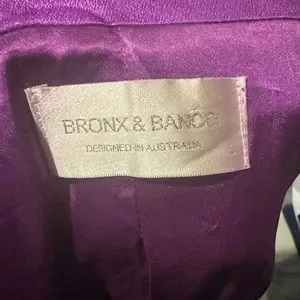 BRONX & BANCO
DESIGNED IN AUSTRALIA